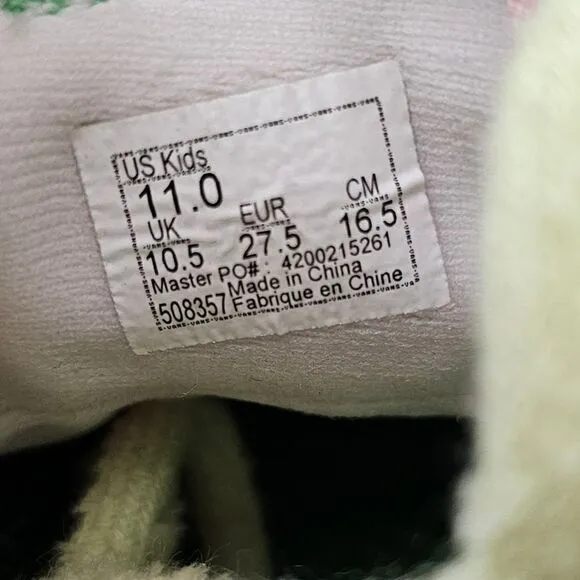 US Kids
11.0
UK EUR CM
10.5 27.5 16.5
Master PO#: 4200215261
Made in China
508357 Fabrique en Chine